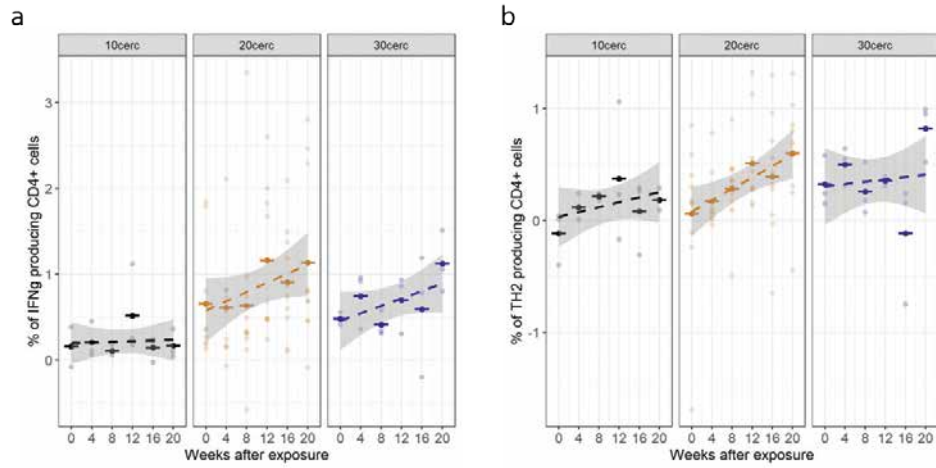 a
10cerc 20cerc 30cerc
% of IFNg producing CD4+ cells
3
2
1
0
0 4 8 12 16 20 0 4 8 12 16 20 0 4 8 12 16 20
Weeks after exposure
b
10cerc 20cerc 30cerc
% of TH2 producing CD4+ cells
1
0
-1
0 4 8 12 16 20 0 4 8 12 16 20 0 4 8 12 16 20
Weeks after exposure